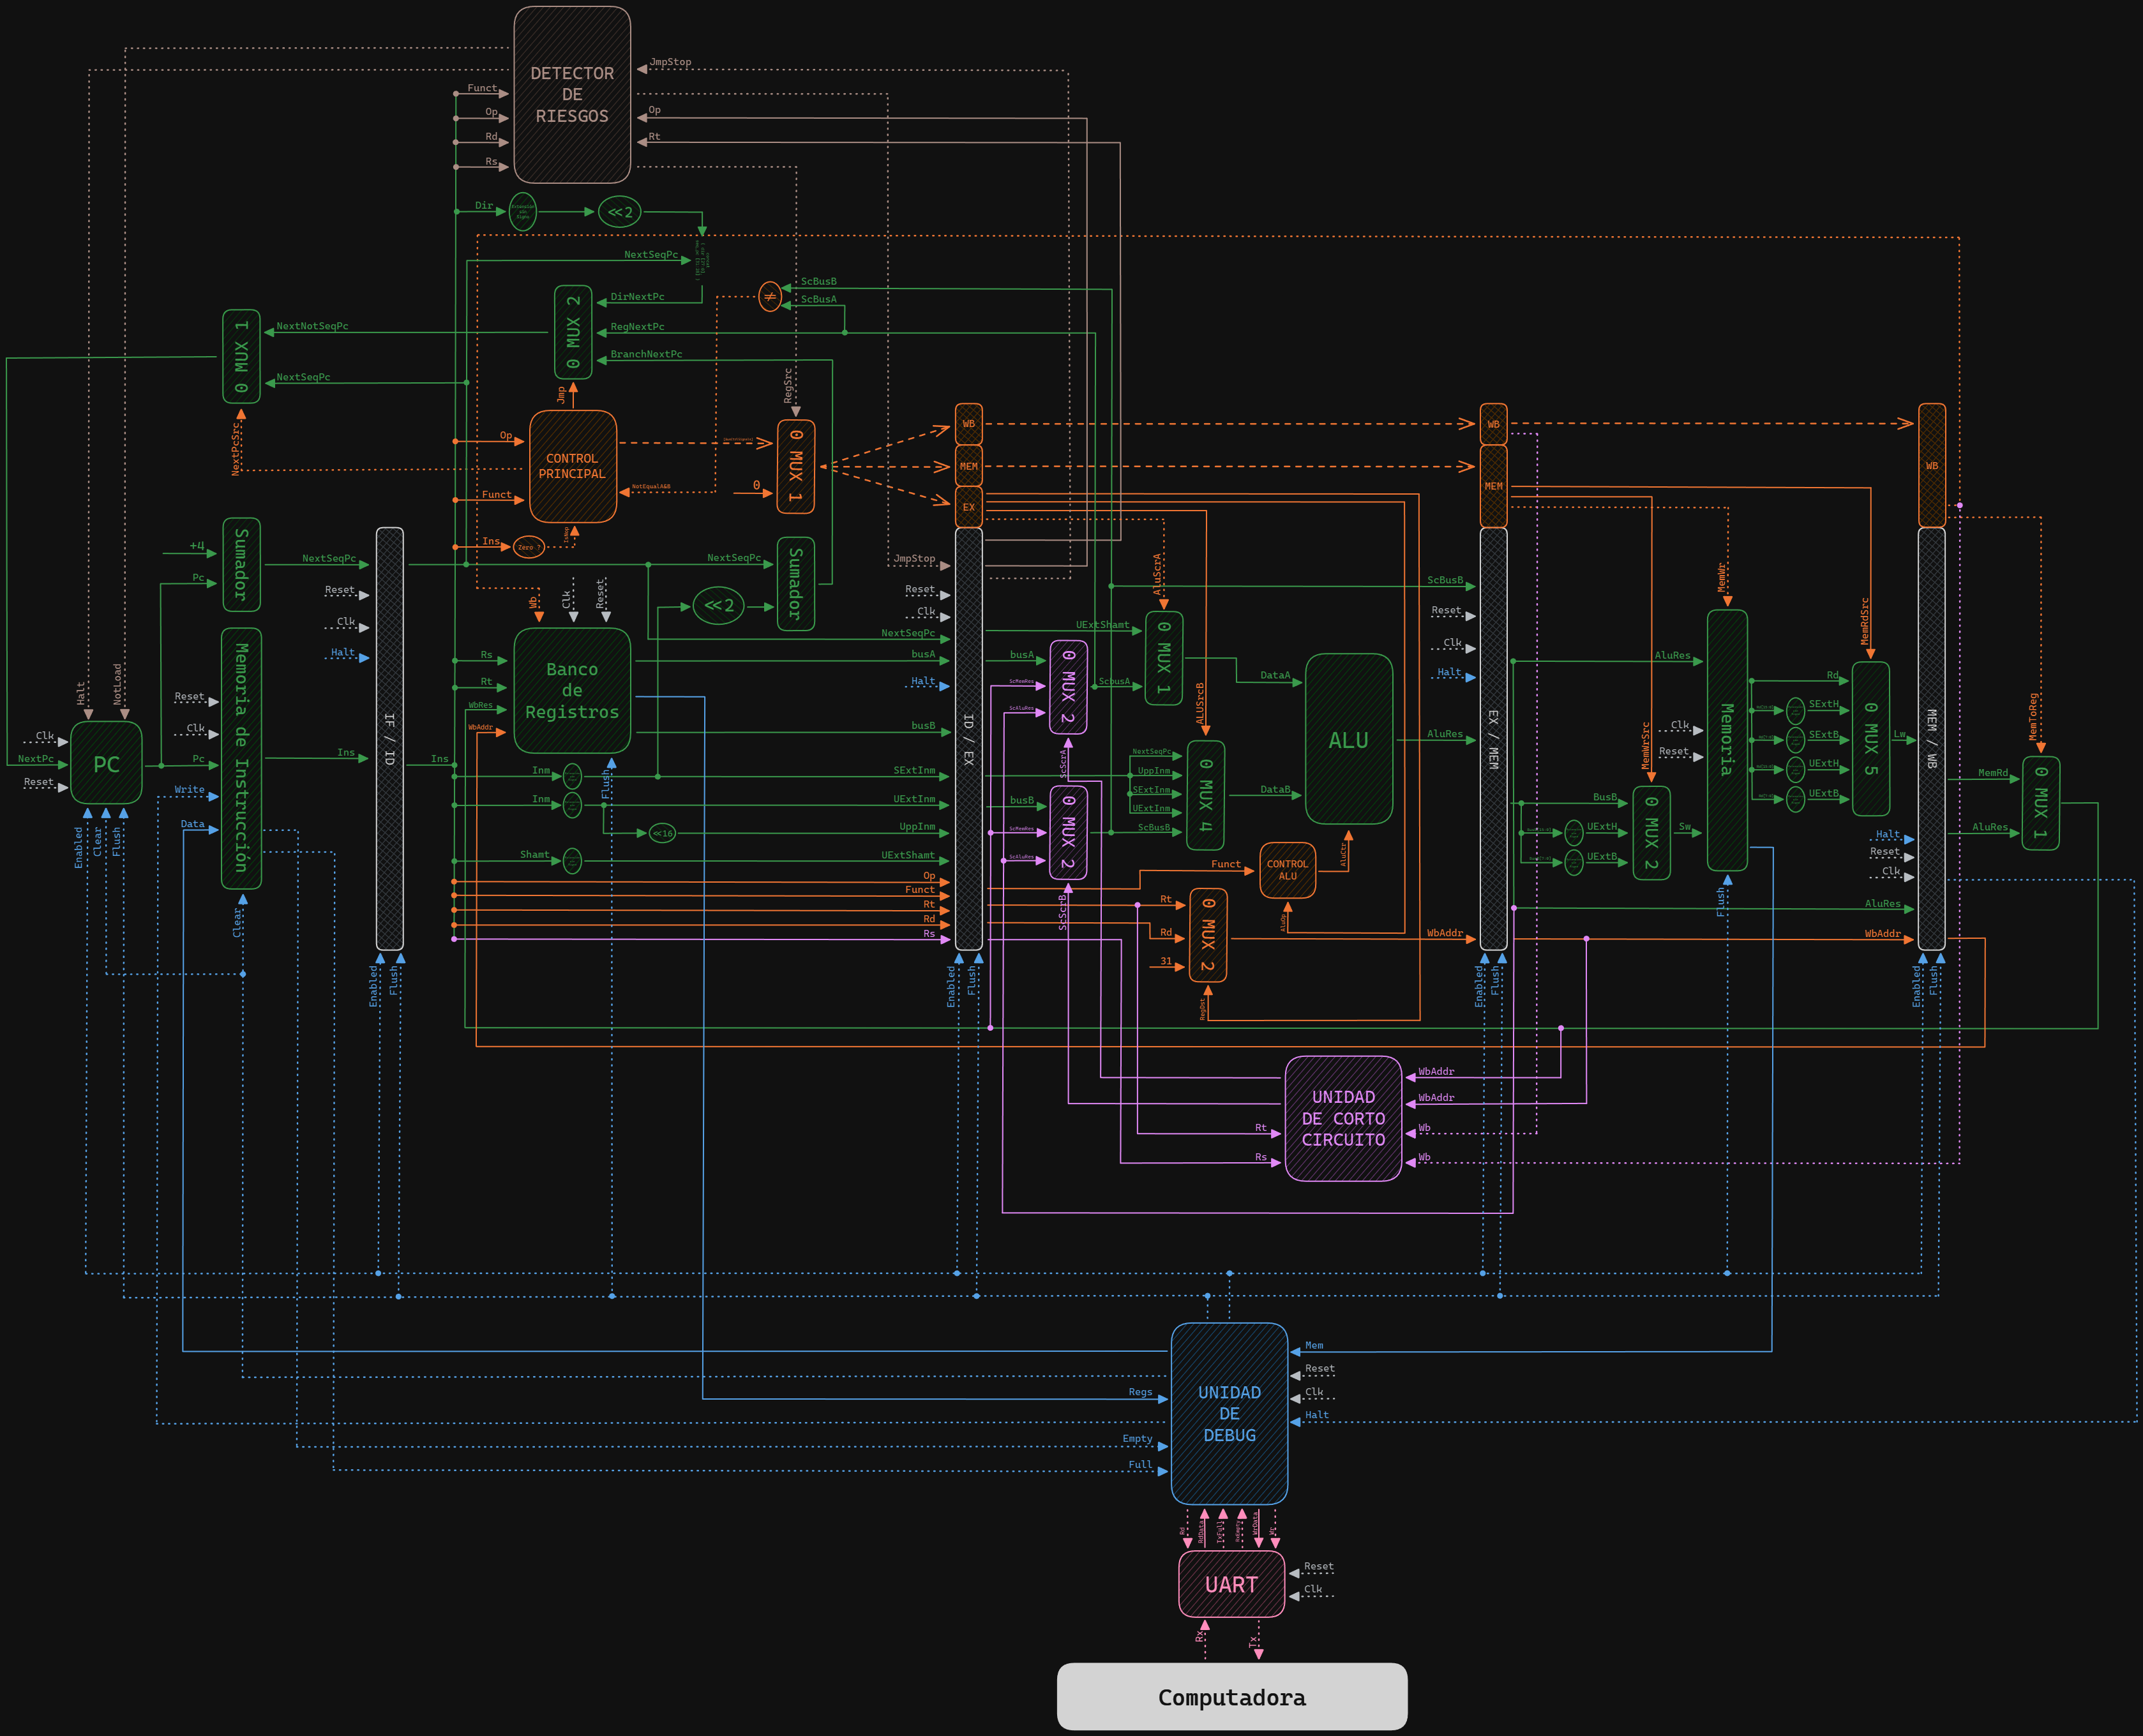 DETECTOR
DE
RIESGOS
JmpStop
Funct
Op
Rd
Rs
Op
Rt
Dir
<<2
NextSeqPc
DirNextPc
RegNextPc
BranchNextPc
0 MUX 2
≠
ScBusB
ScBusA
NextNotSeqPc
NextSeqPc
0 MUX 1
NextPcSrc
Jmp
Op
CONTROL
PRINCIPAL
Funct
NotEqualA&B
Ins
Zero ?
IsNop
RegSrc
0 MUX 1
0
WB
MEM
EX
WB
MEM
WB
Halt
NotLoad
+4
Pc
Sumador
NextSeqPc
Reset
Clk
Halt
IF / ID
Ins
Clk
NextPc
Reset
PC
Enabled
Clear
Flush
Memoria de Instrucción
Reset
Clk
Pc
Write
Data
Clear
Ins
Enabled
Flush
Wb
Clk
Reset
Banco
de
Registros
Rs
Rt
WbRes
WbAddr
Flush
NextSeqPc
<<2
Sumador
Inm
Inm
<<16
Shamt
JmpStop
Reset
Clk
NextSeqPc
busA
Halt
busB
SExtInm
UExtInm
UppInm
UExtShamt
Op
Funct
Rt
Rd
Rs
ID / EX
Enabled
Flush
busA
ScMemRes
ScAluRes
0 MUX 2
ScScrA
busB
ScMemRes
ScAluRes
0 MUX 2
ScScrB
AluScrA
UExtShamt
ScbusA
0 MUX 1
ALUSrcB
NextSeqPc
UppInm
SExtInm
UExtInm
ScBusB
0 MUX 4
DataA
DataB
ALU
Funct
CONTROL
ALU
AluCtr
AluOp
Rt
Rd
31
0 MUX 2
RegDst
ScBusB
Reset
Clk
Halt
AluRes
WbAddr
EX / MEM
Enabled
Flush
AluRes
MemWr
MemWrSrc
Clk
Reset
Memoria
BusB
UExtH
UExtB
0 MUX 2
Sw
Flush
MemRdSrc
Rd
SExtH
SExtB
UExtH
UExtB
0 MUX 5
Lw
Halt
Reset
Clk
AluRes
WbAddr
MEM / WB
Enabled
Flush
MemToReg
MemRd
AluRes
0 MUX 1
UNIDAD
DE CORTO
CIRCUITO
WbAddr
WbAddr
Wb
Wb
Rt
Rs
UNIDAD
DE
DEBUG
Mem
Reset
Clk
Halt
Regs
Empty
Full
Rd
RdData
TxFull
RxEmpty
WrData
Wr
UART
Reset
Clk
Rx
Tx
Computadora